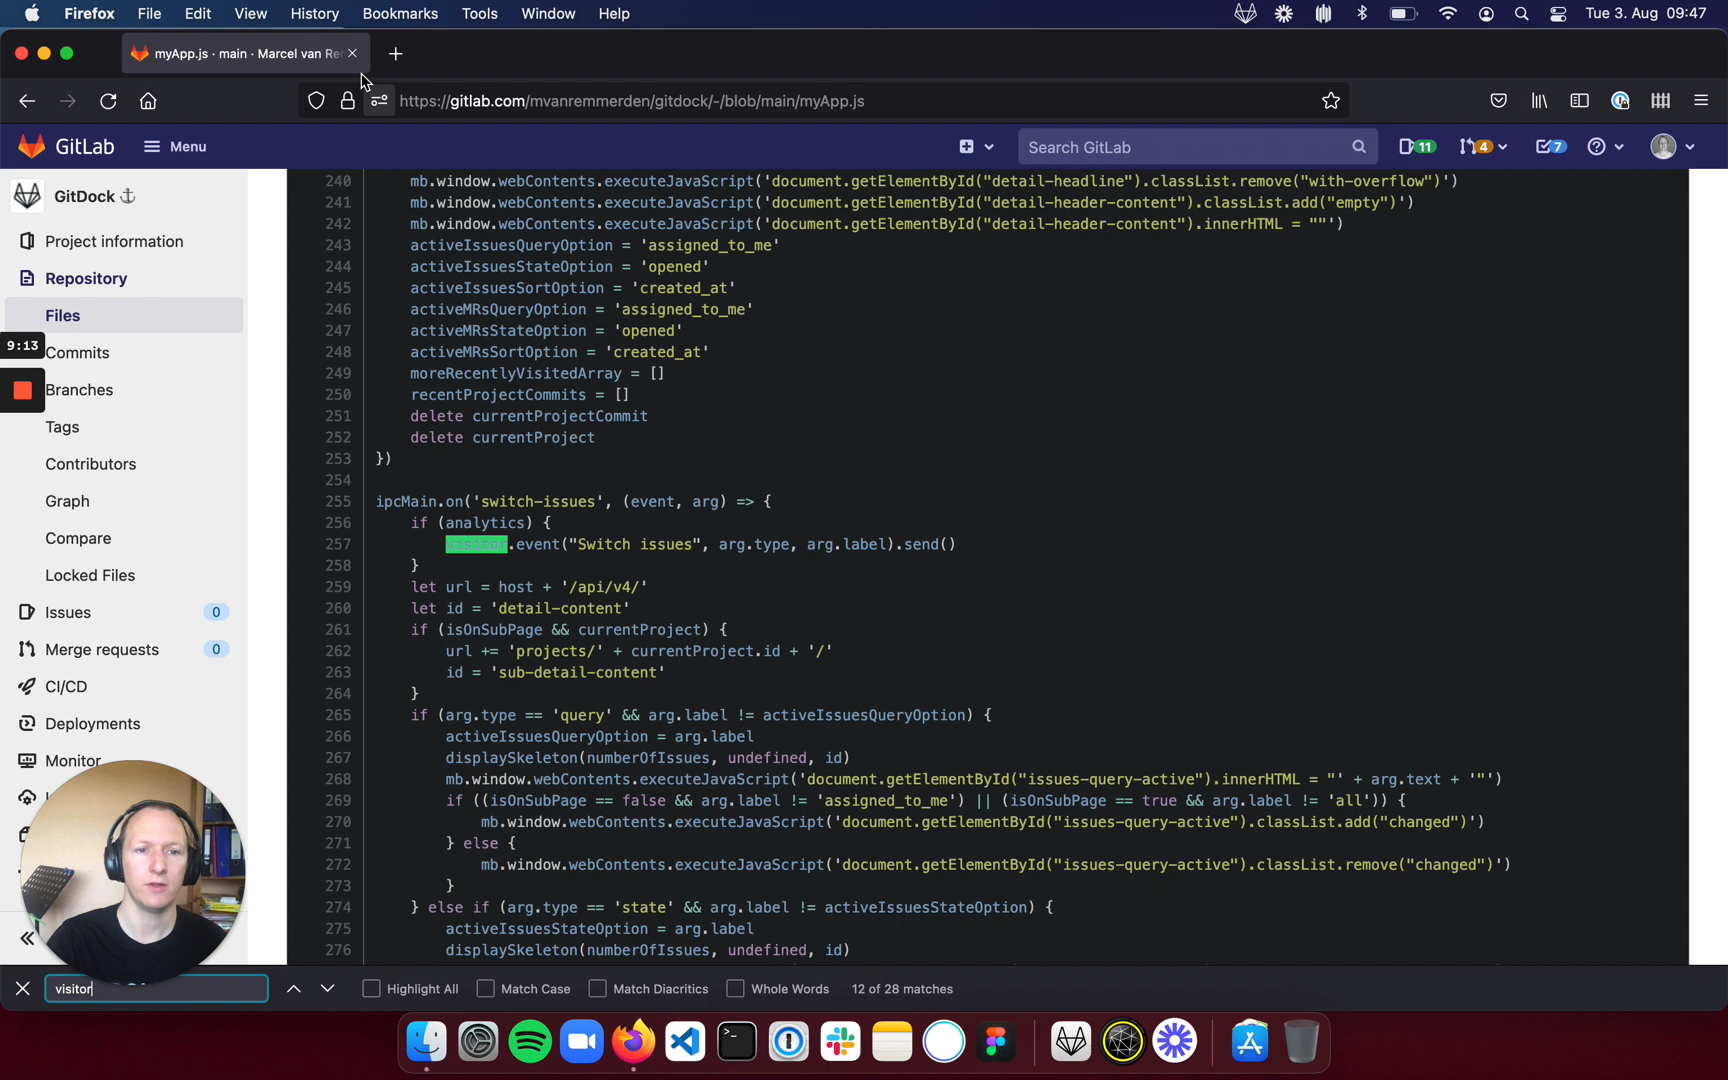 Firefox File Edit View History Bookmarks Tools Window Help Tue 3. Aug 09:47
myApp.js · main · Marcel van Re
https://gitlab.com/mvanremmerden/gitdock/-/blob/main/myApp.js
GitLab Menu Search GitLab 11 4 7
GitDock
Project information
Repository
Files
9:13
Commits
Branches
Tags
Contributors
Graph
Compare
Locked Files
Issues 0
Merge requests 0
CI/CD
Deployments
Monitor
240 mb.window.webContents.executeJavaScript('document.getElementById("detail-headline").classList.remove("with-overflow")')
241 mb.window.webContents.executeJavaScript('document.getElementById("detail-header-content").classList.add("empty")')
242 mb.window.webContents.executeJavaScript('document.getElementById("detail-header-content").innerHTML = ""')
243 activeIssuesQueryOption = 'assigned_to_me'
244 activeIssuesStateOption = 'opened'
245 activeIssuesSortOption = 'created_at'
246 activeMRsQueryOption = 'assigned_to_me'
247 activeMRsStateOption = 'opened'
248 activeMRsSortOption = 'created_at'
249 moreRecentlyVisitedArray = []
250 recentProjectCommits = []
251 delete currentProjectCommit
252 delete currentProject
253 })
254
255 ipcMain.on('switch-issues', (event, arg) => {
256 if (analytics) {
257 visitor.event("Switch issues", arg.type, arg.label).send()
258 }
259 let url = host + '/api/v4/'
260 let id = 'detail-content'
261 if (isOnSubPage && currentProject) {
262 url += 'projects/' + currentProject.id + '/'
263 id = 'sub-detail-content'
264 }
265 if (arg.type == 'query' && arg.label != activeIssuesQueryOption) {
266 activeIssuesQueryOption = arg.label
267 displaySkeleton(numberOfIssues, undefined, id)
268 mb.window.webContents.executeJavaScript('document.getElementById("issues-query-active").innerHTML = "' + arg.text + '"')
269 if ((isOnSubPage == false && arg.label != 'assigned_to_me') || (isOnSubPage == true && arg.label != 'all')) {
270 mb.window.webContents.executeJavaScript('document.getElementById("issues-query-active").classList.add("changed")')
271 } else {
272 mb.window.webContents.executeJavaScript('document.getElementById("issues-query-active").classList.remove("changed")')
273 }
274 } else if (arg.type == 'state' && arg.label != activeIssuesStateOption) {
275 activeIssuesStateOption = arg.label
276 displaySkeleton(numberOfIssues, undefined, id)
visitor Highlight All Match Case Match Diacritics Whole Words 12 of 28 matches